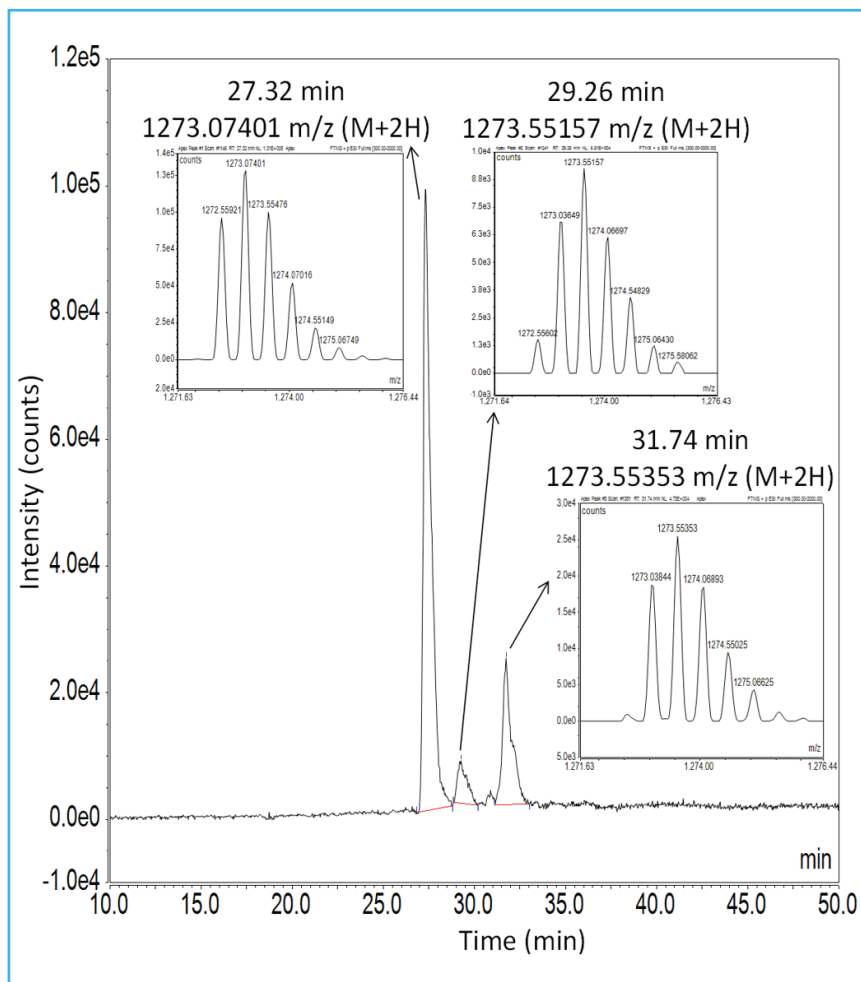 1.2e5
1.0e5
8.0e4
6.0e4
4.0e4
2.0e4
0.0e0
-1.0e4
Intensity (counts)
10.0
15.0
20.0
25.0
30.0
35.0
40.0
45.0
50.0
min
Time (min)
27.32 min
1273.07401 m/z (M+2H)
1.4e5
counts
1.0e5
7.5e4
5.0e4
2.5e4
0.0e0
2.0e4
1272.55921
1273.07401
1273.55476
1274.07016
1274.55149
1275.06749
m/z
1,271.63
1,274.00
1,276.44
29.26 min
1273.55157 m/z (M+2H)
1.0e4
counts
7.5e3
6.3e3
5.0e3
3.8e3
2.5e3
1.3e3
0.0e0
-1.0e3
1272.55602
1273.03649
1273.55157
1274.06697
1274.54829
1275.06430
1275.58062
m/z
1,271.64
1,274.00
1,276.43
31.74 min
1273.55353 m/z (M+2H)
3.0e4
counts
2.0e4
1.5e4
1.0e4
5.0e3
0.0e0
5.0e3
1273.03844
1273.55353
1274.06893
1274.55025
1275.06625
m/z
1,271.63
1,274.00
1,276.44